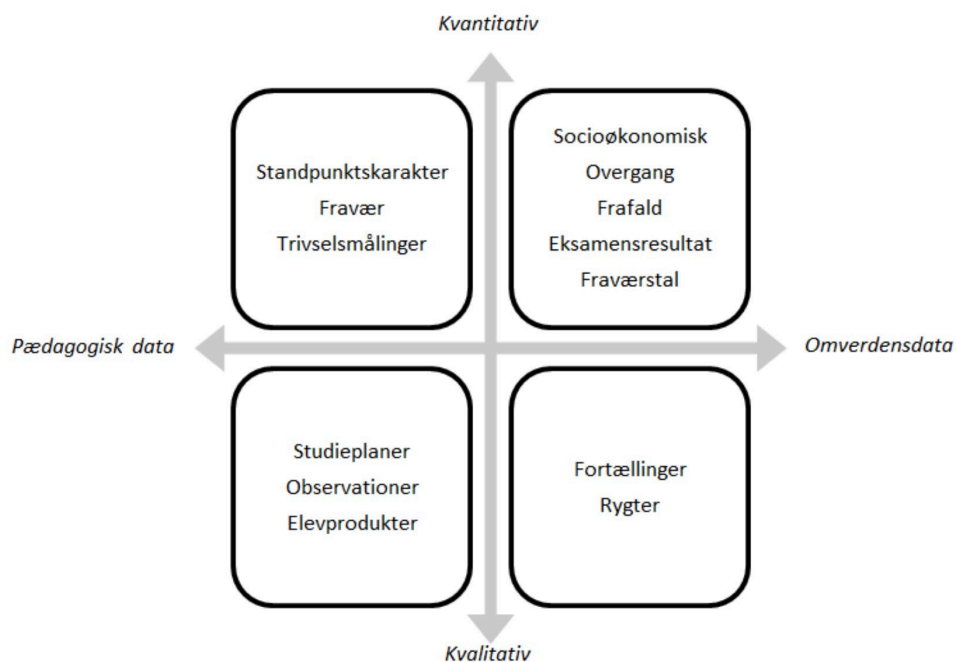 Kvantitativ
Standpunktskarakter
Fravær
Trivselsmålinger
Socioøkonomisk
Overgang
Frafald
Eksamensresultat
Fraværstal
Pædagogisk data
Omverdensdata
Studieplaner
Observationer
Elevprodukter
Fortællinger
Rygter
Kvalitativ